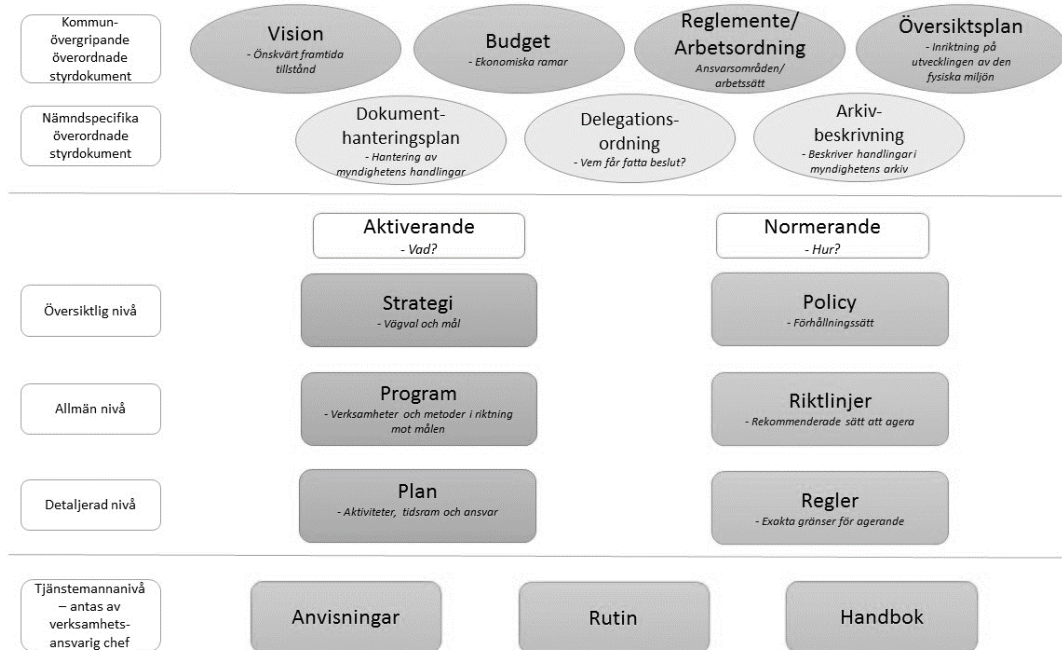 Kommun-
övergripande
överordnade
styrdokument
Vision
- Önskvärt framtida
tillstånd
Budget
- Ekonomiska ramar
Reglemente/
Arbetsordning
Ansvarsområden/
arbetssätt
Översiktsplan
- Inriktning på
utvecklingen av den
fysiska miljön
Nämndspecifika
överordnade
styrdokument
Dokument-
hanteringsplan
- Hantering av
myndighetens handlingar
Delegations-
ordning
- Vem får fatta beslut?
Arkiv-
beskrivning
- Beskriver handlingar i
myndighetens arkiv
Aktiverande
- Vad?
Normerande
- Hur?
Översiktlig nivå
Strategi
- Vägval och mål
Policy
- Förhållningssätt
Allmän nivå
Program
- Verksamheter och metoder i riktning
mot målen
Riktlinjer
- Rekommenderade sätt att agera
Detaljerad nivå
Plan
- Aktiviteter, tidsram och ansvar
Regler
- Exakta gränser för agerande
Tjänstemannanivå
– antas av
verksamhets-
ansvarig chef
Anvisningar
Rutin
Handbok